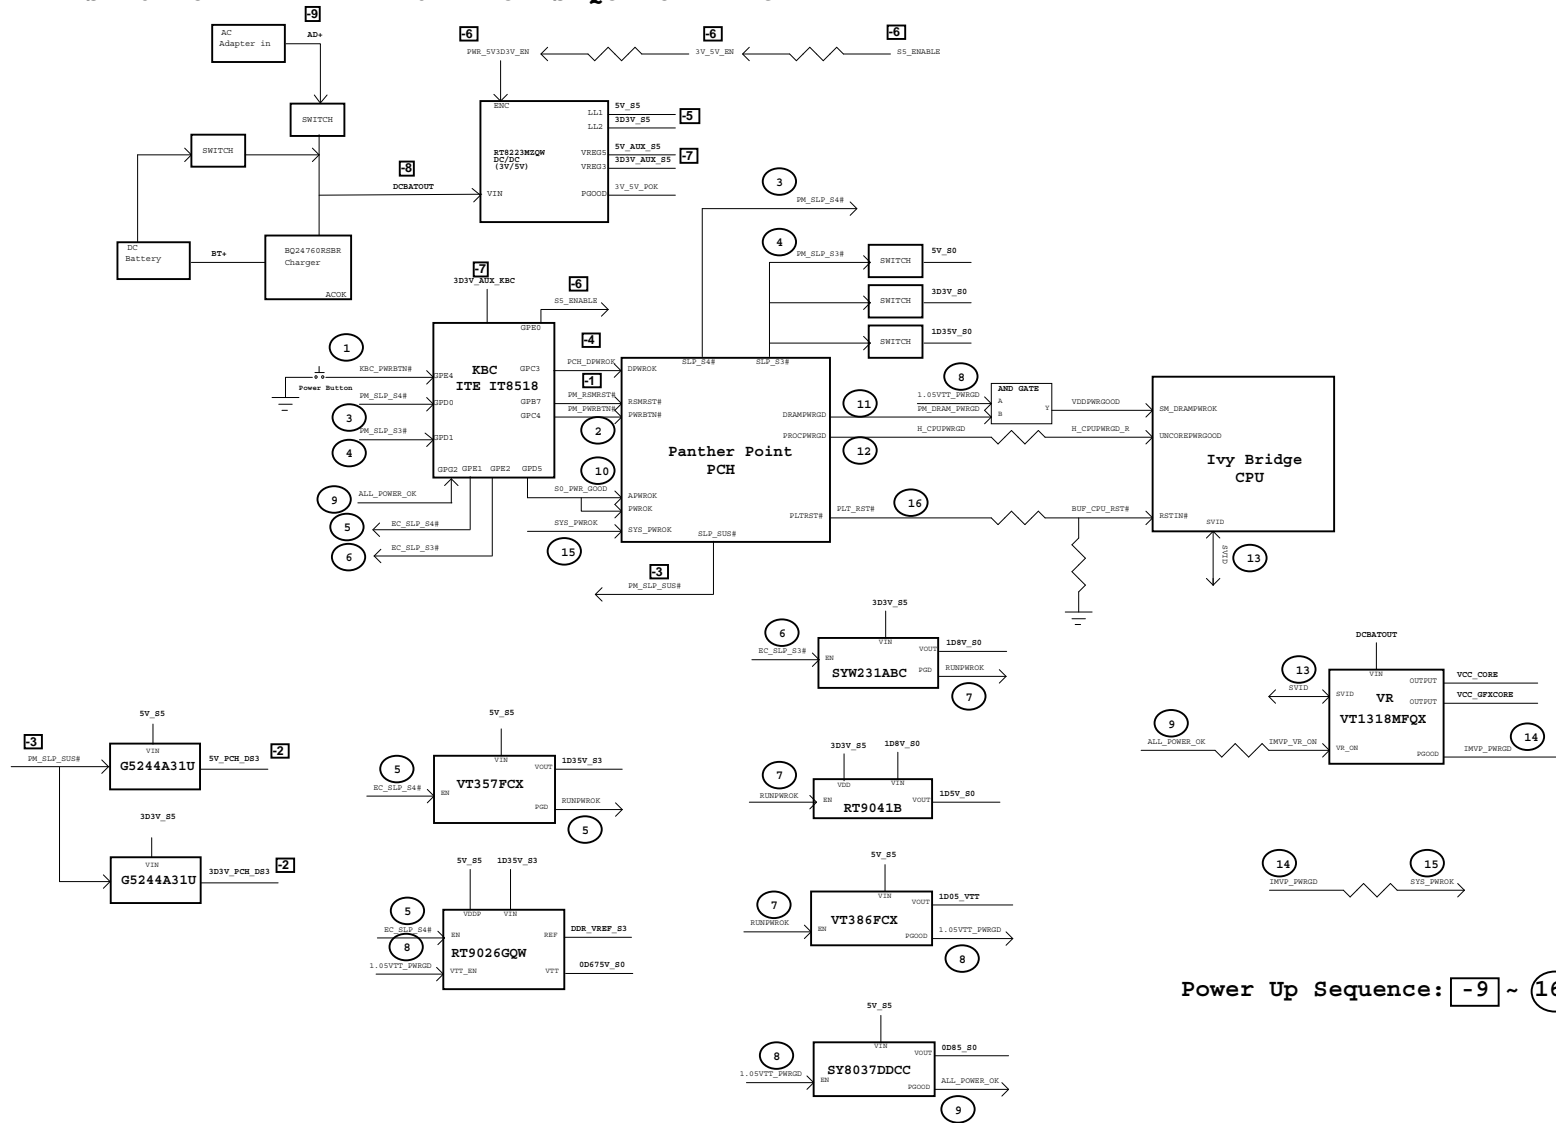 -9
AC
Adapter in
AD+
-6
-6
-6
PWR_5V3D3V_EN
3V_5V_EN
S5_ENABLE
SWITCH
SWITCH
ENC
LL1
5V_S5
-5
LL2
3D3V_S5
RT8223MZQW
DC/DC
(3V/5V)
VREG5
5V_AUX_S5
-7
VREG3
3D3V_AUX_S5
-8
DCBATOUT
VIN
PGOOD
3V_5V_POK
DC
Battery
BT+
BQ24760RSBR
Charger
ACOK
3
PM_SLP_S4#
4
PM_SLP_S3#
SWITCH
5V_S0
SWITCH
3D3V_S0
SWITCH
1D35V_S0
-7
3D3V_AUX_KBC
-6
S5_ENABLE
GPE0
1
KBC_PWRBTN#
GPE4
Power Button
KBC
ITE IT8518
GPC3
-4
PCH_DPWROK
DPWROK
SLP_S4#
SLP_S3#
PM_SLP_S4#
GPD0
GPB7
-1
PM_RSMRST#
RSMRST#
GPC4
PM_PWRBTN#
PWRBTN#
3
2
PM_SLP_S3#
GPD1
4
GPG2
GPE1
GPE2
GPD5
10
S0_PWR_GOOD
APWROK
PWROK
9
ALL_POWER_OK
5
EC_SLP_S4#
6
EC_SLP_S3#
SYS_PWROK
SYS_PWROK
15
Panther Point
PCH
DRAMPWRGD
PROCPWRGD
PLTRST#
SLP_SUS#
-3
PM_SLP_SUS#
8
1.05VTT_PWRGD
AND GATE
A
B
Y
11
PM_DRAM_PWRGD
VDDPWRGOOD
SM_DRAMPWROK
12
H_CPUPWRGD
H_CPUPWRGD_R
UNCOREPWRGOOD
Ivy Bridge
CPU
PLT_RST#
16
BUF_CPU_RST#
RSTIN#
SVID
SVID
13
3D3V_S5
6
EC_SLP_S3#
EN
VIN
VOUT
1D8V_S0
SYW231ABC
PGD
RUNPWROK
7
DCBATOUT
13
SVID
SVID
VIN
OUTPUT
VCC_CORE
VR
OUTPUT
VCC_GFXCORE
VT1318MFQX
9
ALL_POWER_OK
IMVP_VR_ON
VR_ON
PGOOD
IMVP_PWRGD
14
5V_S5
-3
PM_SLP_SUS#
VIN
G5244A31U
5V_PCH_DS3
-2
3D3V_S5
VIN
G5244A31U
3D3V_PCH_DS3
-2
5V_S5
5
EC_SLP_S4#
EN
VIN
VOUT
1D35V_S3
VT357FCX
PGD
RUNPWROK
5
3D3V_S5
1D8V_S0
7
RUNPWROK
EN
VDD
VIN
VOUT
1D5V_S0
RT9041B
5V_S5
1D35V_S3
5
EC_SLP_S4#
EN
VDDP
VIN
REF
DDR_VREF_S3
8
RT9026GQW
1.05VTT_PWRGD
VTT_EN
VTT
0D675V_S0
5V_S5
7
RUNPWROK
EN
VIN
VOUT
1D05_VTT
VT386FCX
PGOOD
1.05VTT_PWRGD
8
14
IMVP_PWRGD
15
SYS_PWROK
Power Up Sequence: -9 ~ 16
5V_S5
8
1.05VTT_PWRGD
EN
VIN
VOUT
0D85_S0
SY8037DDCC
PGOOD
ALL_POWER_OK
9